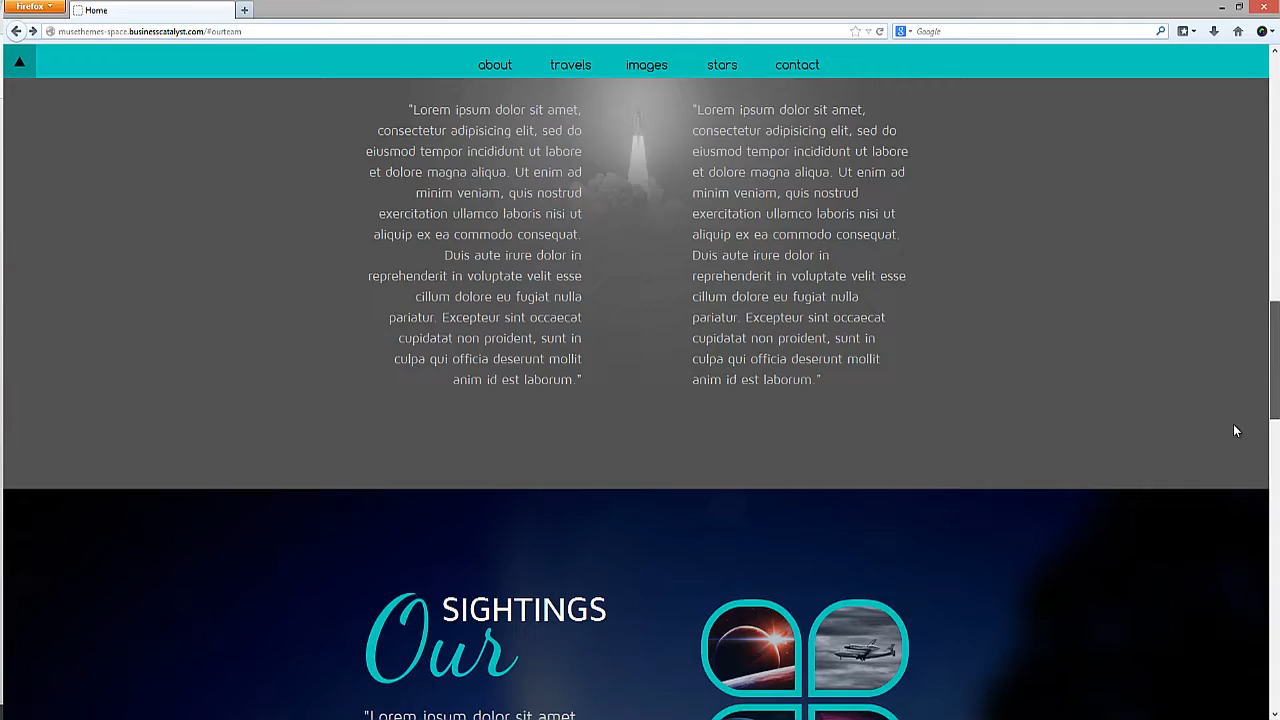 Firefox
Home
musethemes-space.businesscatalyst.com/#ourteam
Google
about travels images stars contact
"Lorem ipsum dolor sit amet,
consectetur adipisicing elit, sed do
eiusmod tempor incididunt ut labore
et dolore magna aliqua. Ut enim ad
minim veniam, quis nostrud
exercitation ullamco laboris nisi ut
aliquip ex ea commodo consequat.
Duis aute irure dolor in
reprehenderit in voluptate velit esse
cillum dolore eu fugiat nulla
pariatur. Excepteur sint occaecat
cupidatat non proident, sunt in
culpa qui officia deserunt mollit
anim id est laborum."
"Lorem ipsum dolor sit amet,
consectetur adipisicing elit, sed do
eiusmod tempor incididunt ut labore
et dolore magna aliqua. Ut enim ad
minim veniam, quis nostrud
exercitation ullamco laboris nisi ut
aliquip ex ea commodo consequat.
Duis aute irure dolor in
reprehenderit in voluptate velit esse
cillum dolore eu fugiat nulla
pariatur. Excepteur sint occaecat
cupidatat non proident, sunt in
culpa qui officia deserunt mollit
anim id est laborum."
SIGHTINGS
Our
"Lorem ipsum dolor sit amet,